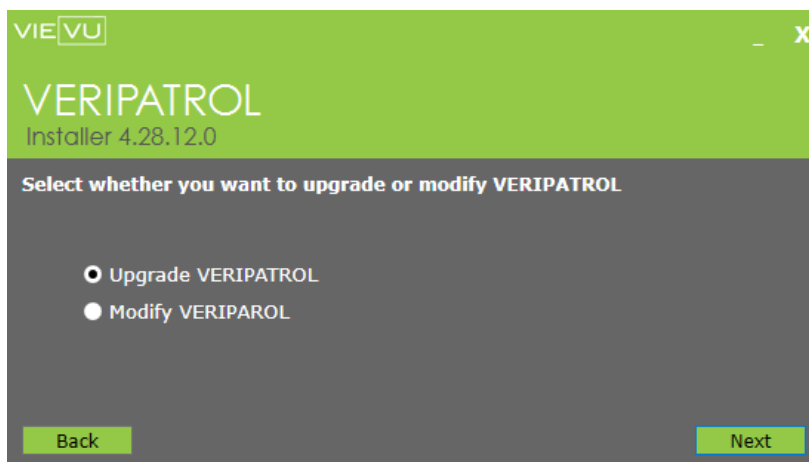 VIEVU
_ X
VERIPATROL
Installer 4.28.12.0
Select whether you want to upgrade or modify VERIPATROL
Upgrade VERIPATROL
Modify VERIPAROL
Back Next